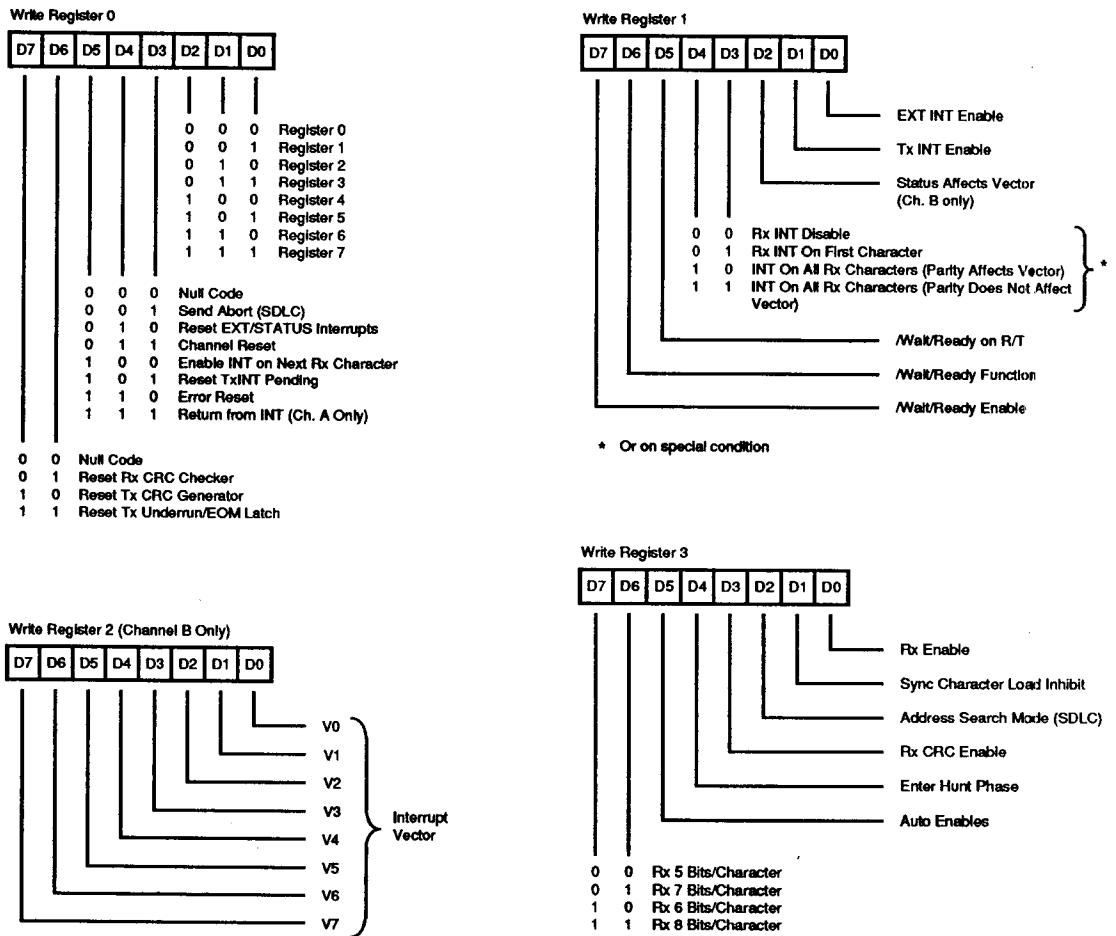 Write Register 0
D7 D6 D5 D4 D3 D2 D1 D0
0 0 0 Register 0
0 0 1 Register 1
0 1 0 Register 2
0 1 1 Register 3
1 0 0 Register 4
1 0 1 Register 5
1 1 0 Register 6
1 1 1 Register 7
0 0 0 Null Code
0 0 1 Send Abort (SDLC)
0 1 0 Reset EXT/STATUS Interrupts
0 1 1 Channel Reset
1 0 0 Enable INT on Next Rx Character
1 0 1 Reset TxINT Pending
1 1 0 Error Reset
1 1 1 Return from INT (Ch. A Only)
0 0 Null Code
0 1 Reset Rx CRC Checker
1 0 Reset Tx CRC Generator
1 1 Reset Tx Underrun/EOM Latch
Write Register 1
D7 D6 D5 D4 D3 D2 D1 D0
EXT INT Enable
Tx INT Enable
Status Affects Vector
(Ch. B only)
0 0 Rx INT Disable
0 1 Rx INT On First Character
1 0 INT On All Rx Characters (Parity Affects Vector)
1 1 INT On All Rx Characters (Parity Does Not Affect
Vector)
*
/Wait/Ready on R/T
/Wait/Ready Function
/Wait/Ready Enable
* Or on special condition
Write Register 2 (Channel B Only)
D7 D6 D5 D4 D3 D2 D1 D0
V0
V1
V2
V3
V4
V5
V6
V7
Interrupt
Vector
Write Register 3
D7 D6 D5 D4 D3 D2 D1 D0
Rx Enable
Sync Character Load Inhibit
Address Search Mode (SDLC)
Rx CRC Enable
Enter Hunt Phase
Auto Enables
0 0 Rx 5 Bits/Character
0 1 Rx 7 Bits/Character
1 0 Rx 6 Bits/Character
1 1 Rx 8 Bits/Character